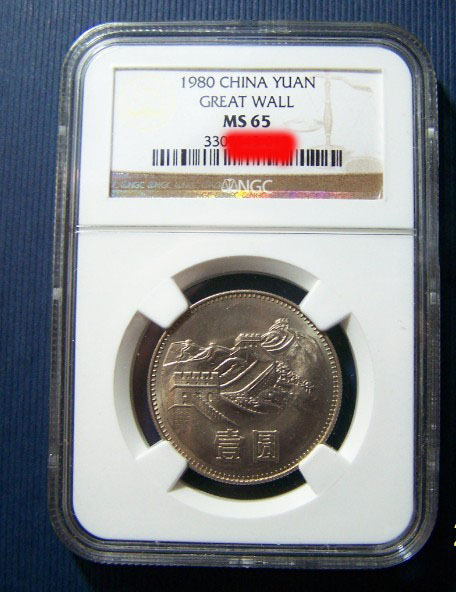 1980 CHINA YUAN
GREAT WALL
MS 65
330
NGC
壹圆